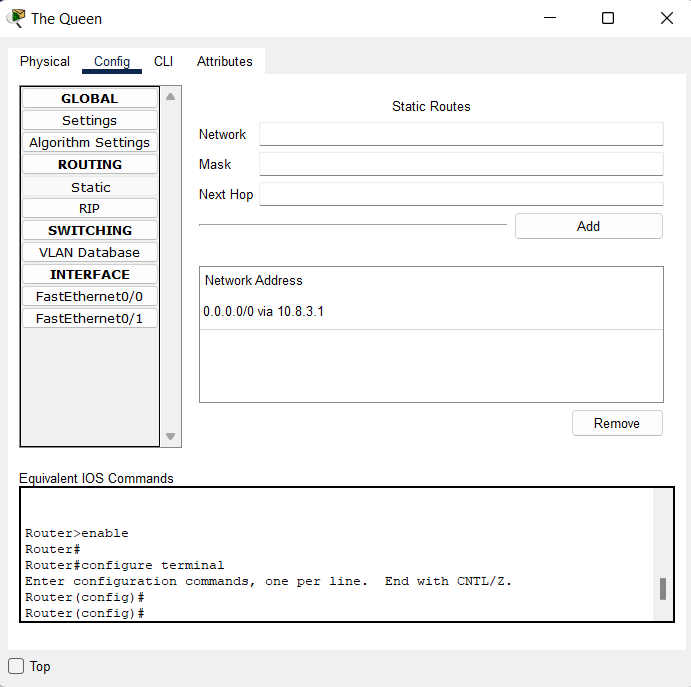 The Queen
Physical Config CLI Attributes
GLOBAL
Settings
Algorithm Settings
ROUTING
Static
RIP
SWITCHING
VLAN Database
INTERFACE
FastEthernet0/0
FastEthernet0/1
Static Routes
Network
Mask
Next Hop
Add
Network Address
0.0.0.0/0 via 10.8.3.1
Remove
Equivalent IOS Commands
Router>enable
Router#
Router#configure terminal
Enter configuration commands, one per line.  End with CNTL/Z.
Router(config)#
Router(config)#
Top